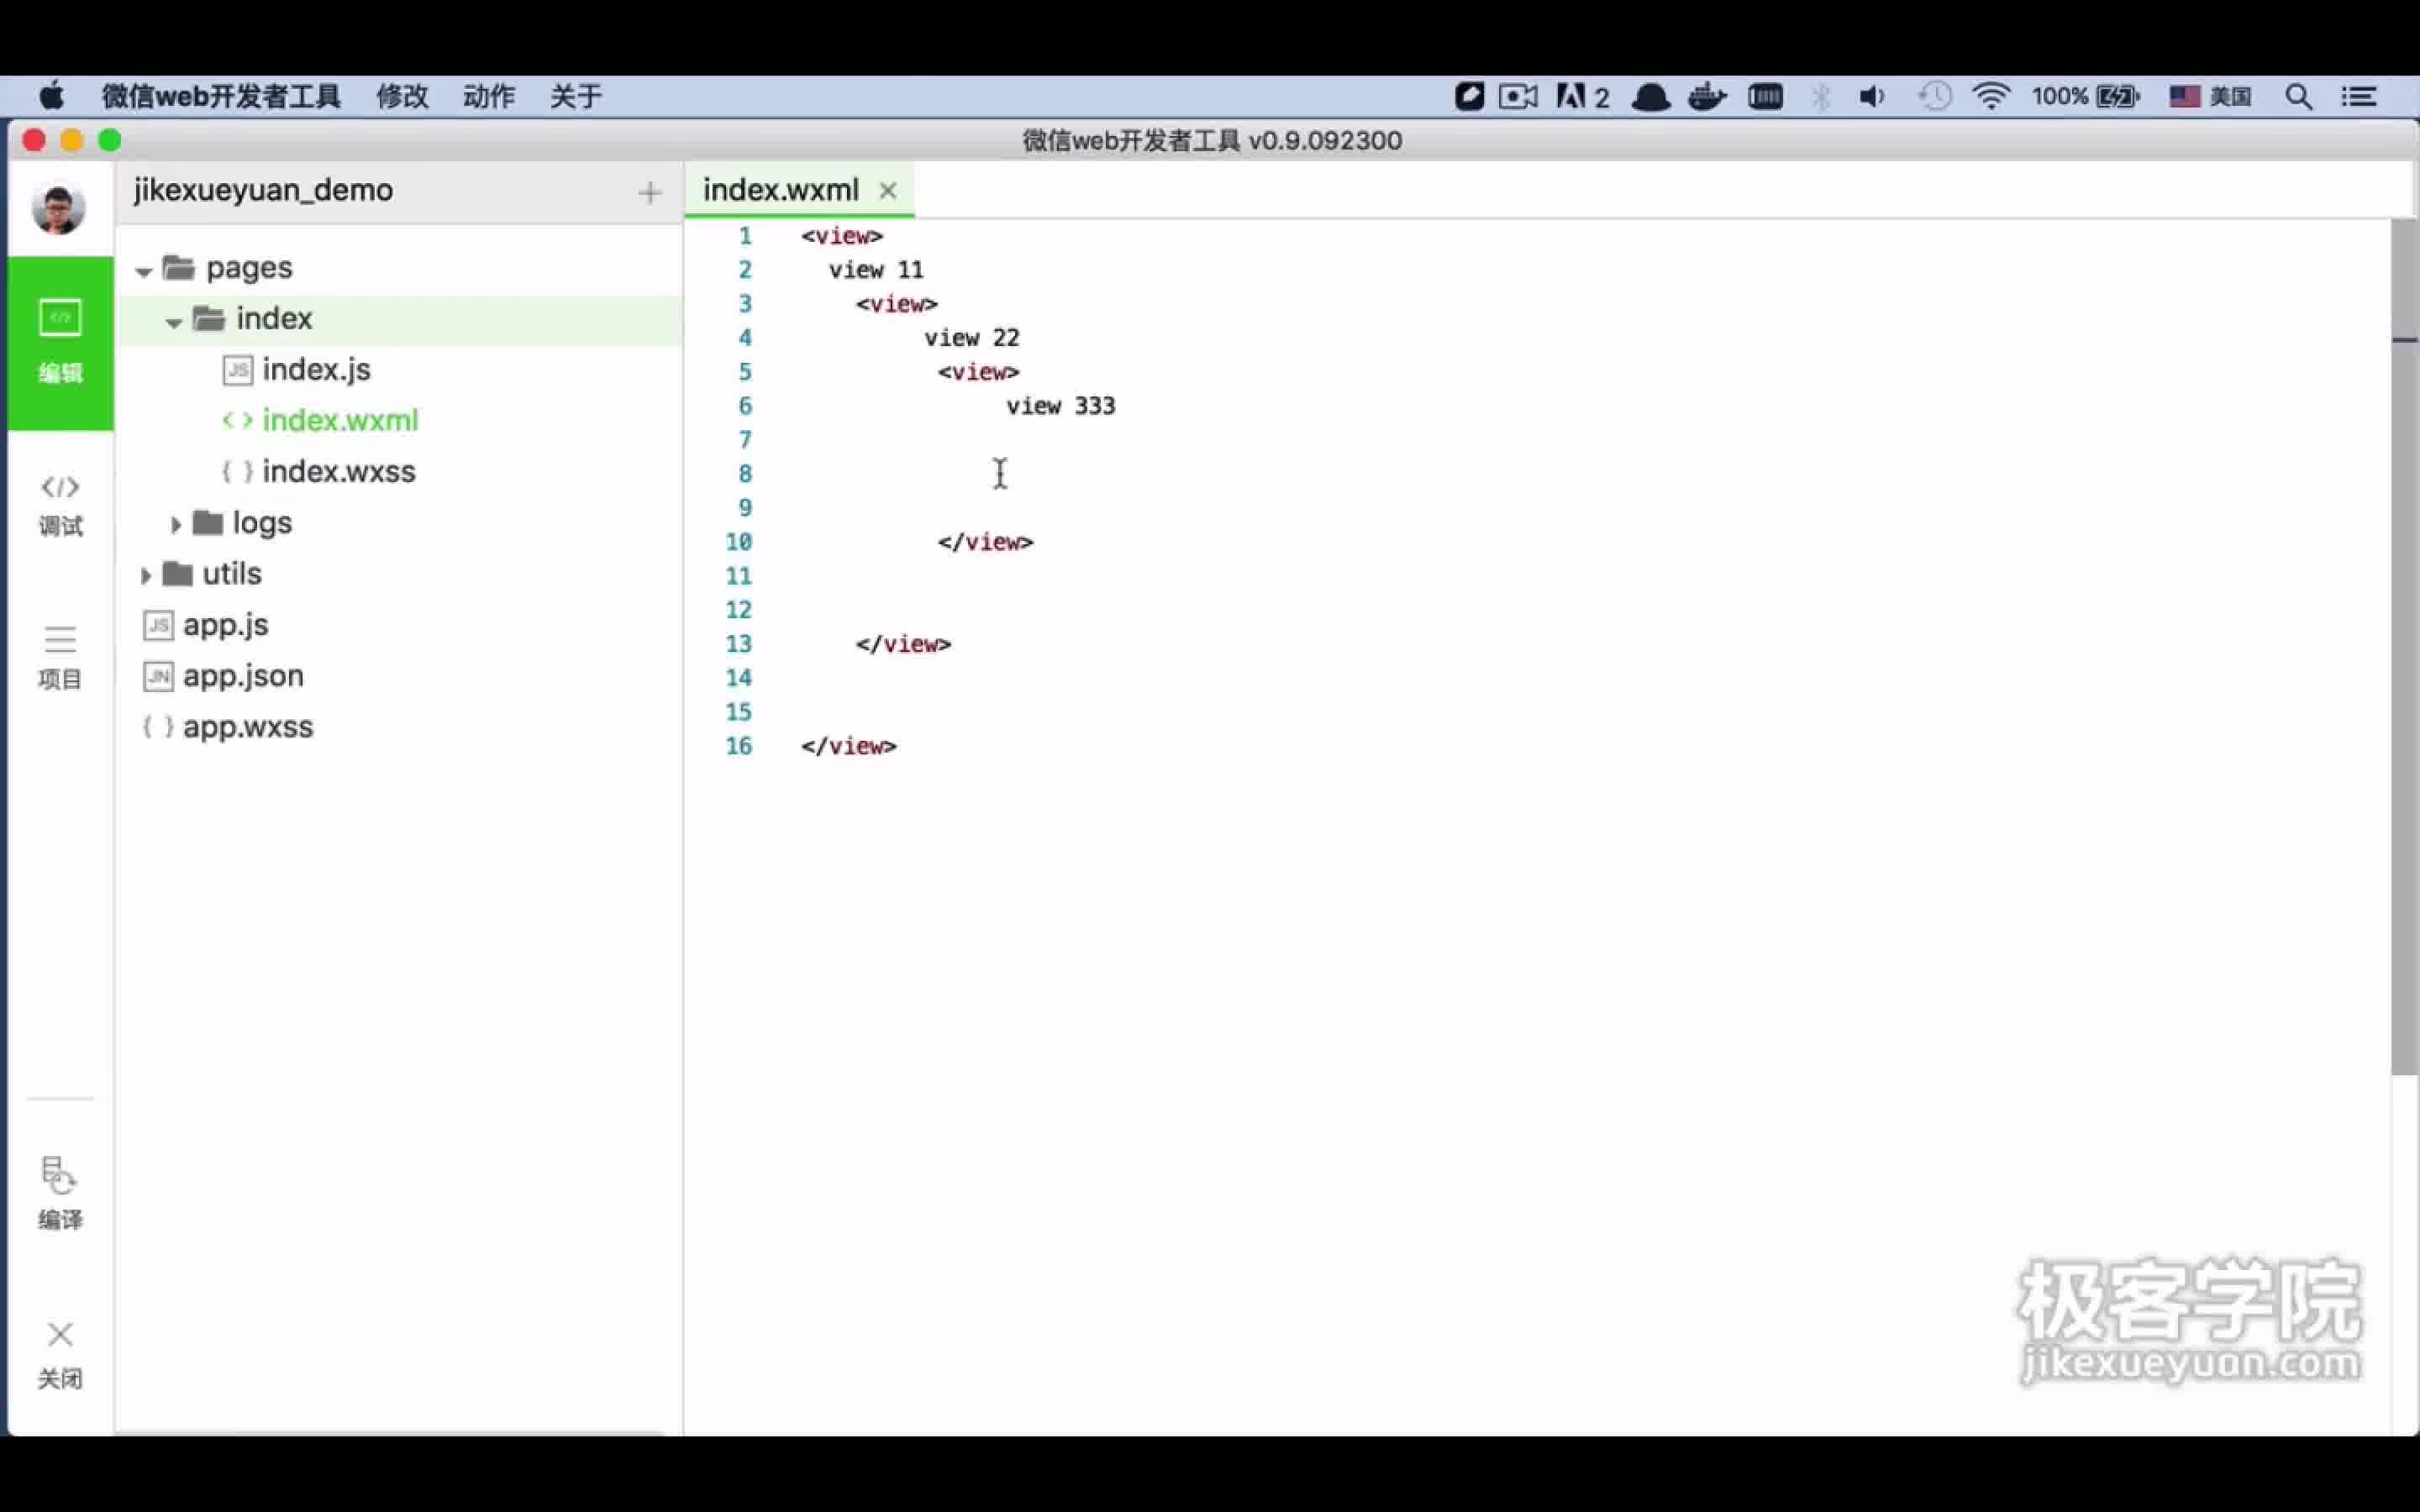 微信web开发者工具 修改 动作 关于 2 100% 美国
微信web开发者工具 v0.9.092300
jikexueyuan_demo
index.wxml
编辑
调试
项目
编译
关闭
pages
index
JS index.js
index.wxml
{ } index.wxss
logs
utils
JS app.js
JN app.json
{ } app.wxss
1 <view>
2 view 11
3 <view>
4 view 22
5 <view>
6 view 333
7
8
9
10 </view>
11
12
13 </view>
14
15
16 </view>
极客学院
jikexueyuan.com